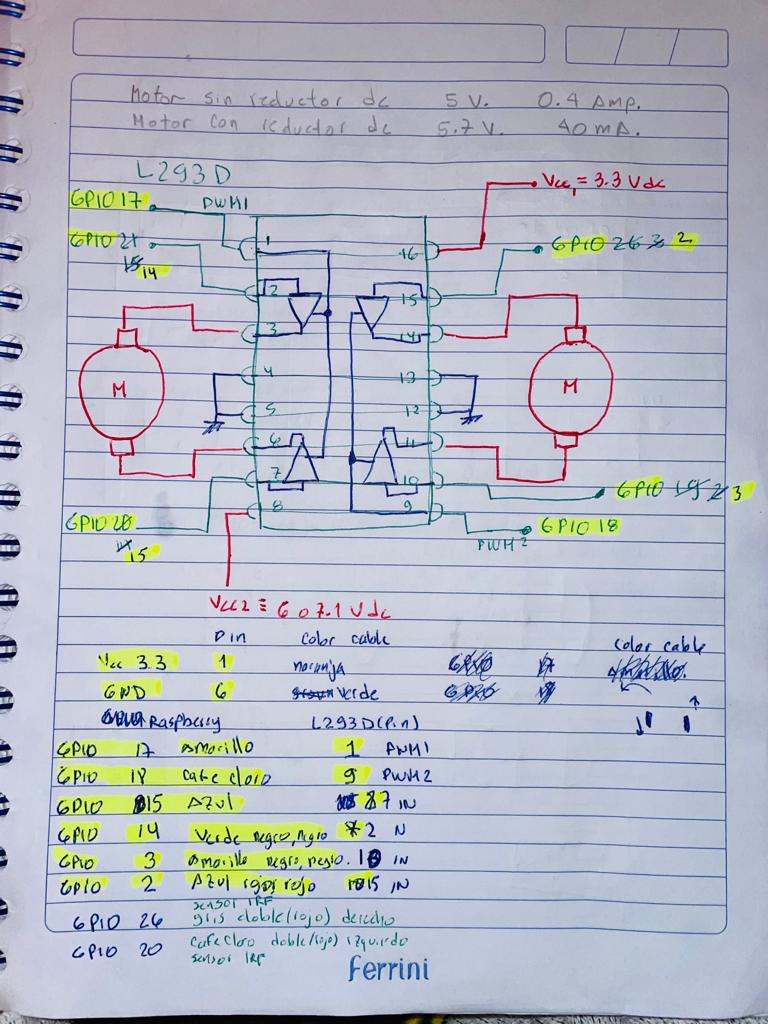 Motor sin reductor de 5 V. 0.4 Amp.
Motor con reductor de 5.7 V. 40 mA.
L293D
Vcc1 = 3.3 Vdc
GPIO 17 PWM1
1 16
GPIO 21 GPIO 26 3 2
15 14
2 15
3 14
M M
4 13
5 12
6 11
7 10
GPIO 19 2 3
8 9
GPIO 20 GPIO 18
14 15
PWM 2
Vcc2 ≡ 6 o 7.1 Vdc
Pin Color cable Color cable
Vcc 3.3 1 naranja
GND 6 Verde
Raspberry L293D (Pin)
GPIO 17 Amarillo 1 PWM1
GPIO 18 Cafe claro 9 PWM2
GPIO 15 Azul 7 IN
GPIO 14 Verde negro, negro 2 N
GPIO 3 Amarillo negro, negro. 10 IN
GPIO 2 Azul rojo, rojo 15 IN
sensor IRF
GPIO 26 gris doble (rojo) derecho
GPIO 20 Cafe Claro doble (rojo) izquierdo
sensor IRF
Ferrini